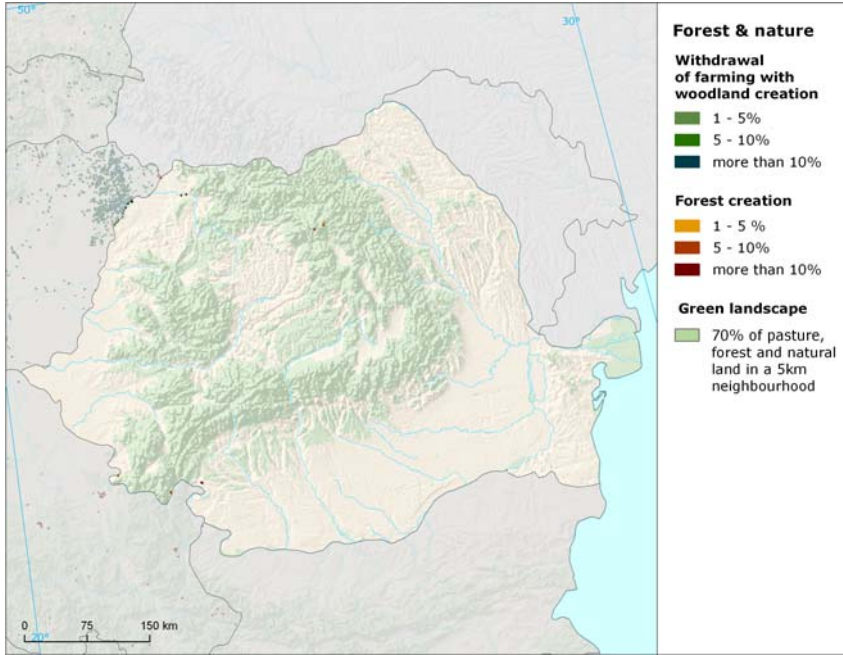 50°
30°
20°
0 75 150 km
Forest & nature
Withdrawal
of farming with
woodland creation
1 - 5%
5 - 10%
more than 10%
Forest creation
1 - 5 %
5 - 10%
more than 10%
Green landscape
70% of pasture,
forest and natural
land in a 5km
neighbourhood